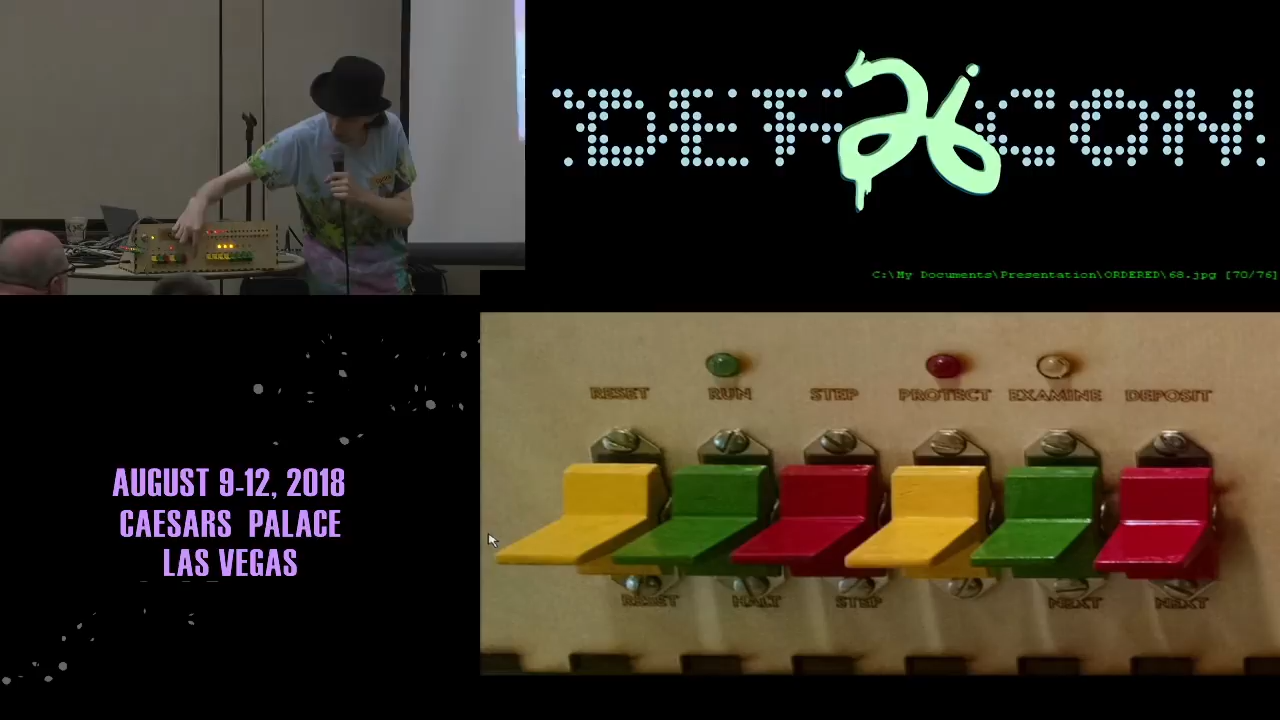 DEF 26 CON
C:\My Documents\Presentation\ORDERED\68.jpg [70/76]
RESET RUN STEP PROTECT EXAMINE DEPOSIT
RESET HALT STEP NEXT NEXT
AUGUST 9-12, 2018
CAESARS PALACE
LAS VEGAS